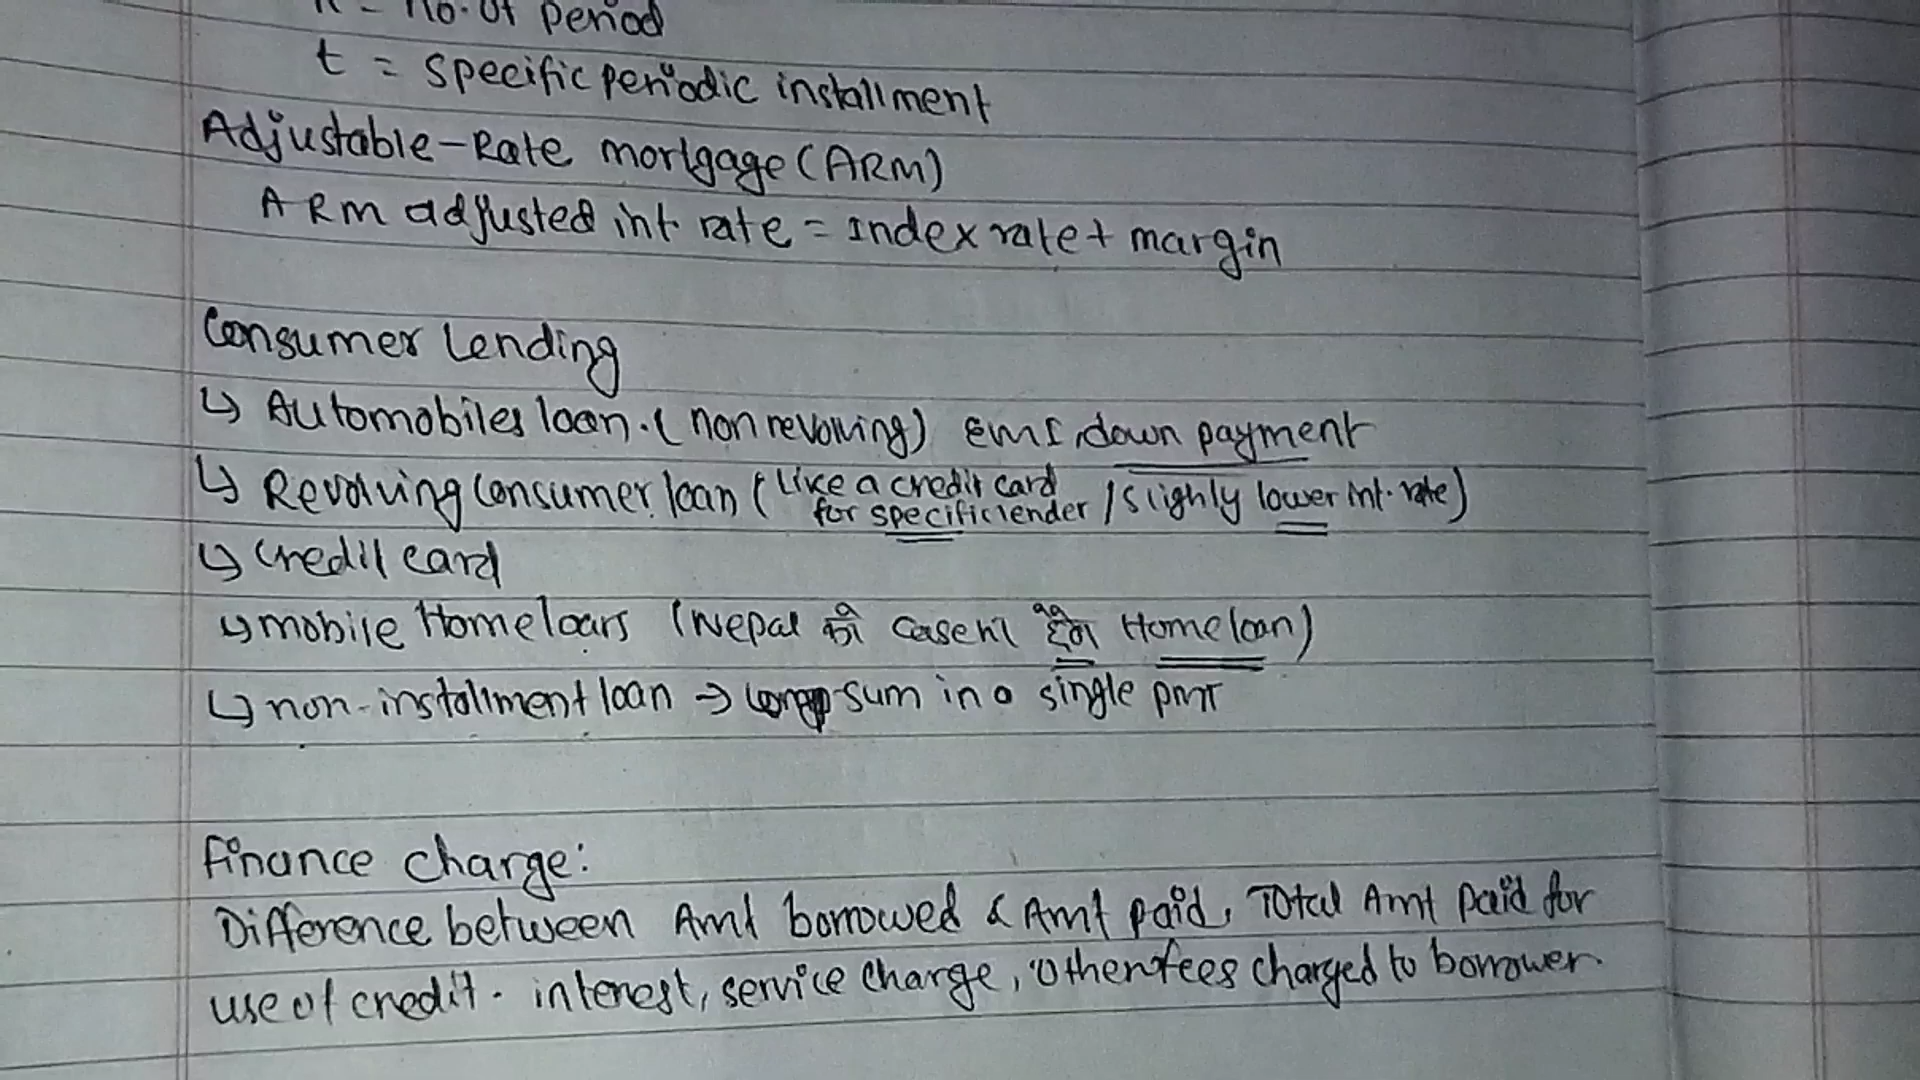 n = no. of period
t = specific periodic installment
Adjustable-Rate mortgage (ARM)
ARM adjusted int rate = Index rate + margin
Consumer Lending
↳ Automobiles loan. (non revolving) EMI, down payment
↳ Revolving consumer loan (Like a credit card for specific lender / slighly lower int. rate)
↳ credit card
↳ mobile Home loans (Nepal को case मा Home loan)
↳ non-installment loan → sum in a single pmt
Finance charge:
Difference between Amt borrowed & Amt paid, Total Amt paid for
use of credit. interest, service charge, other fees charged to borrower.